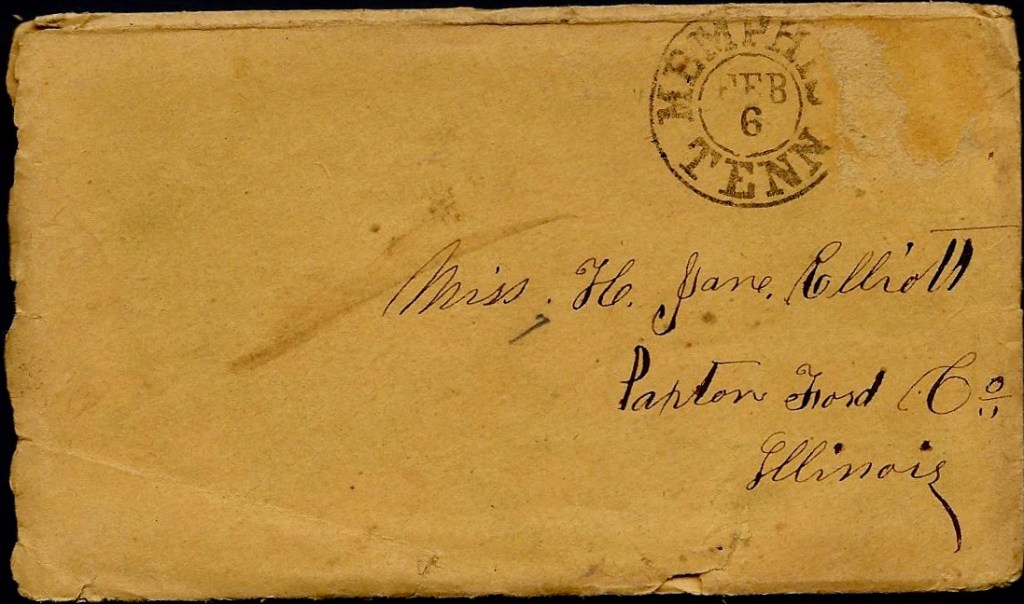 MEMPHIS
FEB
6
TENN
Miss. H. Jane. Elliott
Paxton Ford Co
Illinois